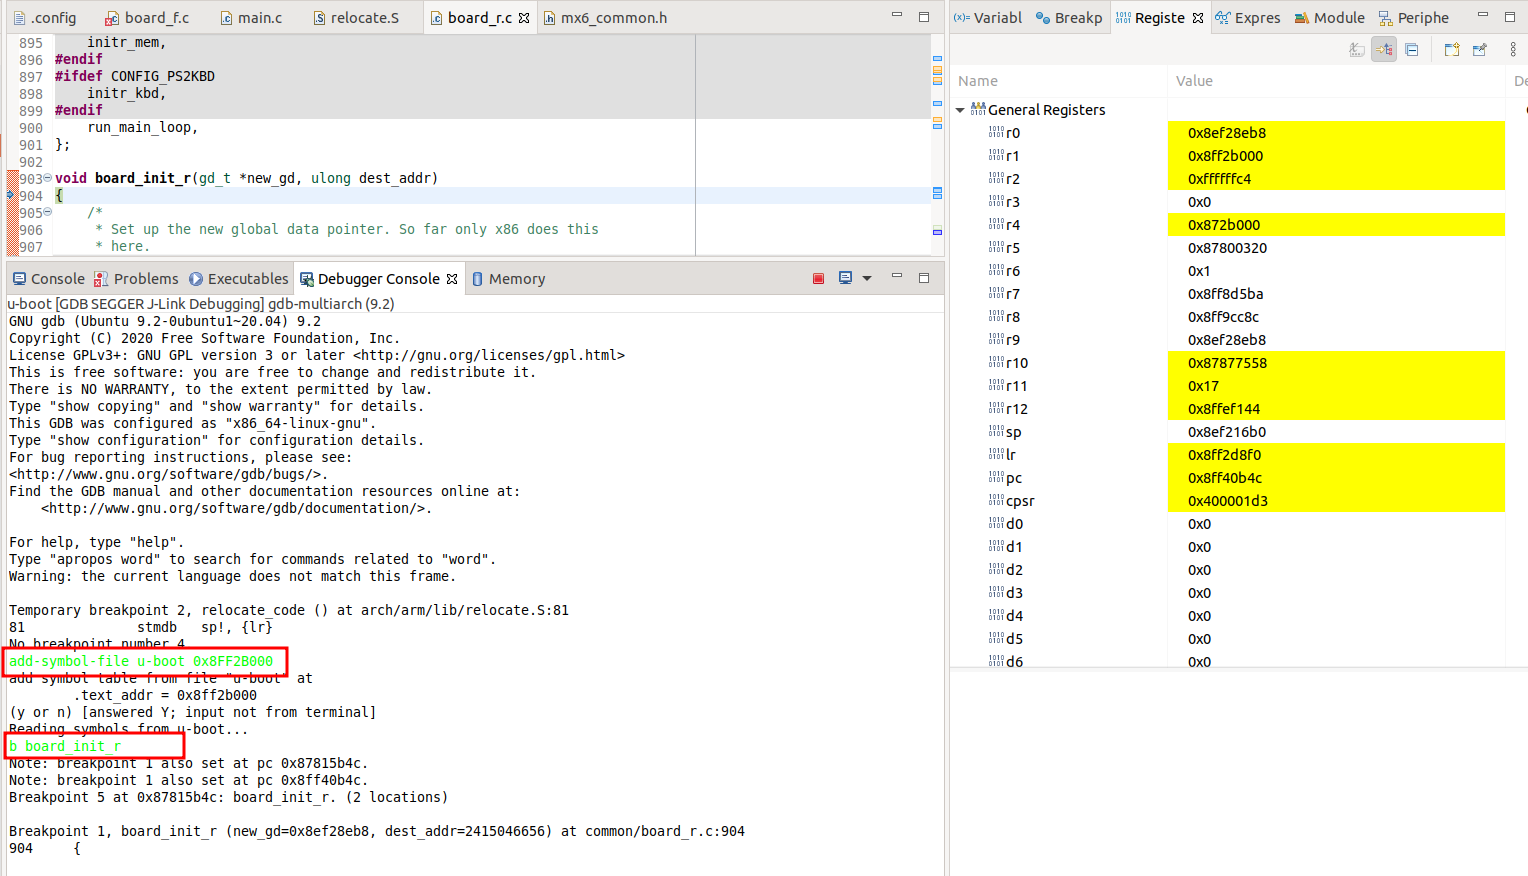 .config
board_f.c
main.c
relocate.S
board_r.c
mx6_common.h
895 initr_mem,
896 #endif
897 #ifdef CONFIG_PS2KBD
898 initr_kbd,
899 #endif
900 run_main_loop,
901 };
902
903 void board_init_r(gd_t *new_gd, ulong dest_addr)
904 {
905 /*
906 * Set up the new global data pointer. So far only x86 does this
907 * here.
Console
Problems
Executables
Debugger Console
Memory
u-boot [GDB SEGGER J-Link Debugging] gdb-multiarch (9.2)
GNU gdb (Ubuntu 9.2-0ubuntu1~20.04) 9.2
Copyright (C) 2020 Free Software Foundation, Inc.
License GPLv3+: GNU GPL version 3 or later <http://gnu.org/licenses/gpl.html>
This is free software: you are free to change and redistribute it.
There is NO WARRANTY, to the extent permitted by law.
Type "show copying" and "show warranty" for details.
This GDB was configured as "x86_64-linux-gnu".
Type "show configuration" for configuration details.
For bug reporting instructions, please see:
<http://www.gnu.org/software/gdb/bugs/>.
Find the GDB manual and other documentation resources online at:
<http://www.gnu.org/software/gdb/documentation/>.
For help, type "help".
Type "apropos word" to search for commands related to "word".
Warning: the current language does not match this frame.
Temporary breakpoint 2, relocate_code () at arch/arm/lib/relocate.S:81
81 stmdb sp!, {lr}
No breakpoint number 4
add-symbol-file u-boot 0x8FF2B000
add symbol table from file "u-boot" at
.text_addr = 0x8ff2b000
(y or n) [answered Y; input not from terminal]
Reading symbols from u-boot...
b board_init_r
Note: breakpoint 1 also set at pc 0x87815b4c.
Note: breakpoint 1 also set at pc 0x8ff40b4c.
Breakpoint 5 at 0x87815b4c: board_init_r. (2 locations)
Breakpoint 1, board_init_r (new_gd=0x8ef28eb8, dest_addr=2415046656) at common/board_r.c:904
904 {
Variabl
Breakp
Registe
Expres
Module
Periphe
Name Value De
General Registers
r0 0x8ef28eb8
r1 0x8ff2b000
r2 0xffffffc4
r3 0x0
r4 0x872b000
r5 0x87800320
r6 0x1
r7 0x8ff8d5ba
r8 0x8ff9cc8c
r9 0x8ef28eb8
r10 0x87877558
r11 0x17
r12 0x8ffef144
sp 0x8ef216b0
lr 0x8ff2d8f0
pc 0x8ff40b4c
cpsr 0x400001d3
d0 0x0
d1 0x0
d2 0x0
d3 0x0
d4 0x0
d5 0x0
d6 0x0